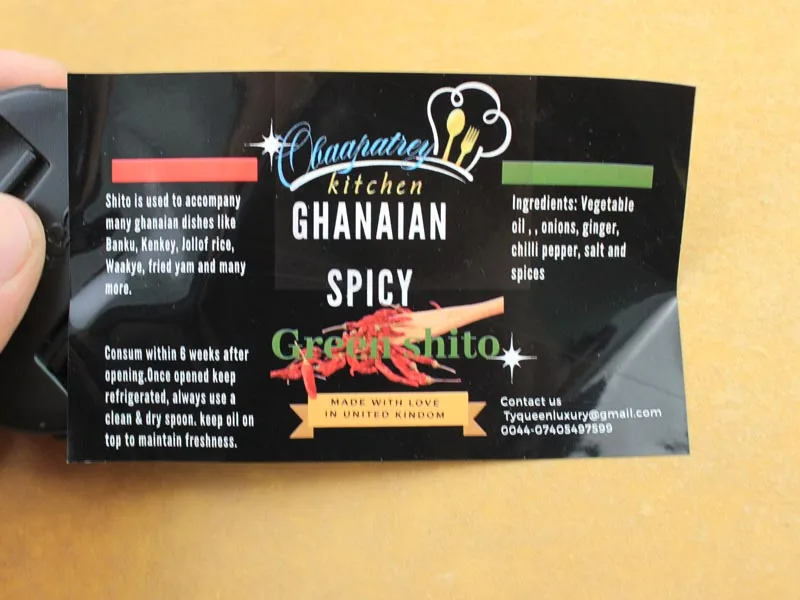 Obaapatrey
kitchen
GHANAIAN
SPICY
Green shito
MADE WITH LOVE
IN UNITED KINDOM
Shito is used to accompany
many ghanaian dishes like
Banku, Kenkey, Jollof rice,
Waakye, fried yam and many
more.
Consum within 6 weeks after
opening.Once opened keep
refrigerated, always use a
clean & dry spoon. keep oil on
top to maintain freshness.
Ingredients: Vegetable
oil , , onions, ginger,
chilli pepper, salt and
spices
Contact us
Tyqueenluxury@gmail.com
0044-07405497599